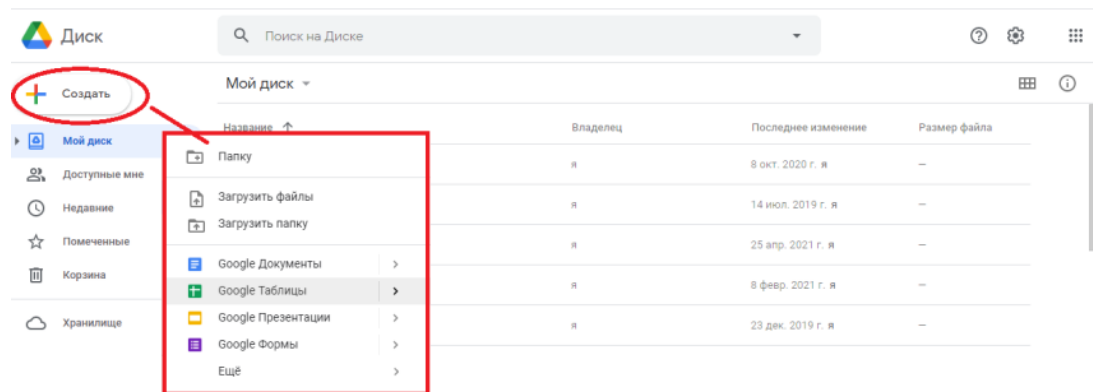 Диск
Поиск на Диске
Создать
Мой диск
Название
Владелец
Последнее изменение
Размер файла
Мой диск
Доступные мне
Недавние
Помеченные
Корзина
Хранилище
Папку
Загрузить файлы
Загрузить папку
Google Документы
Google Таблицы
Google Презентации
Google Формы
Ещё
я 8 окт. 2020 г. я –
я 14 июл. 2019 г. я –
я 25 апр. 2021 г. я –
я 8 февр. 2021 г. я –
я 23 дек. 2019 г. я –